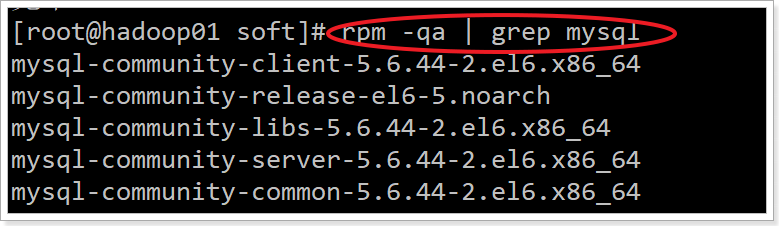 [root@hadoop01 soft]# rpm -qa | grep mysql
mysql-community-client-5.6.44-2.el6.x86_64
mysql-community-release-el6-5.noarch
mysql-community-libs-5.6.44-2.el6.x86_64
mysql-community-server-5.6.44-2.el6.x86_64
mysql-community-common-5.6.44-2.el6.x86_64